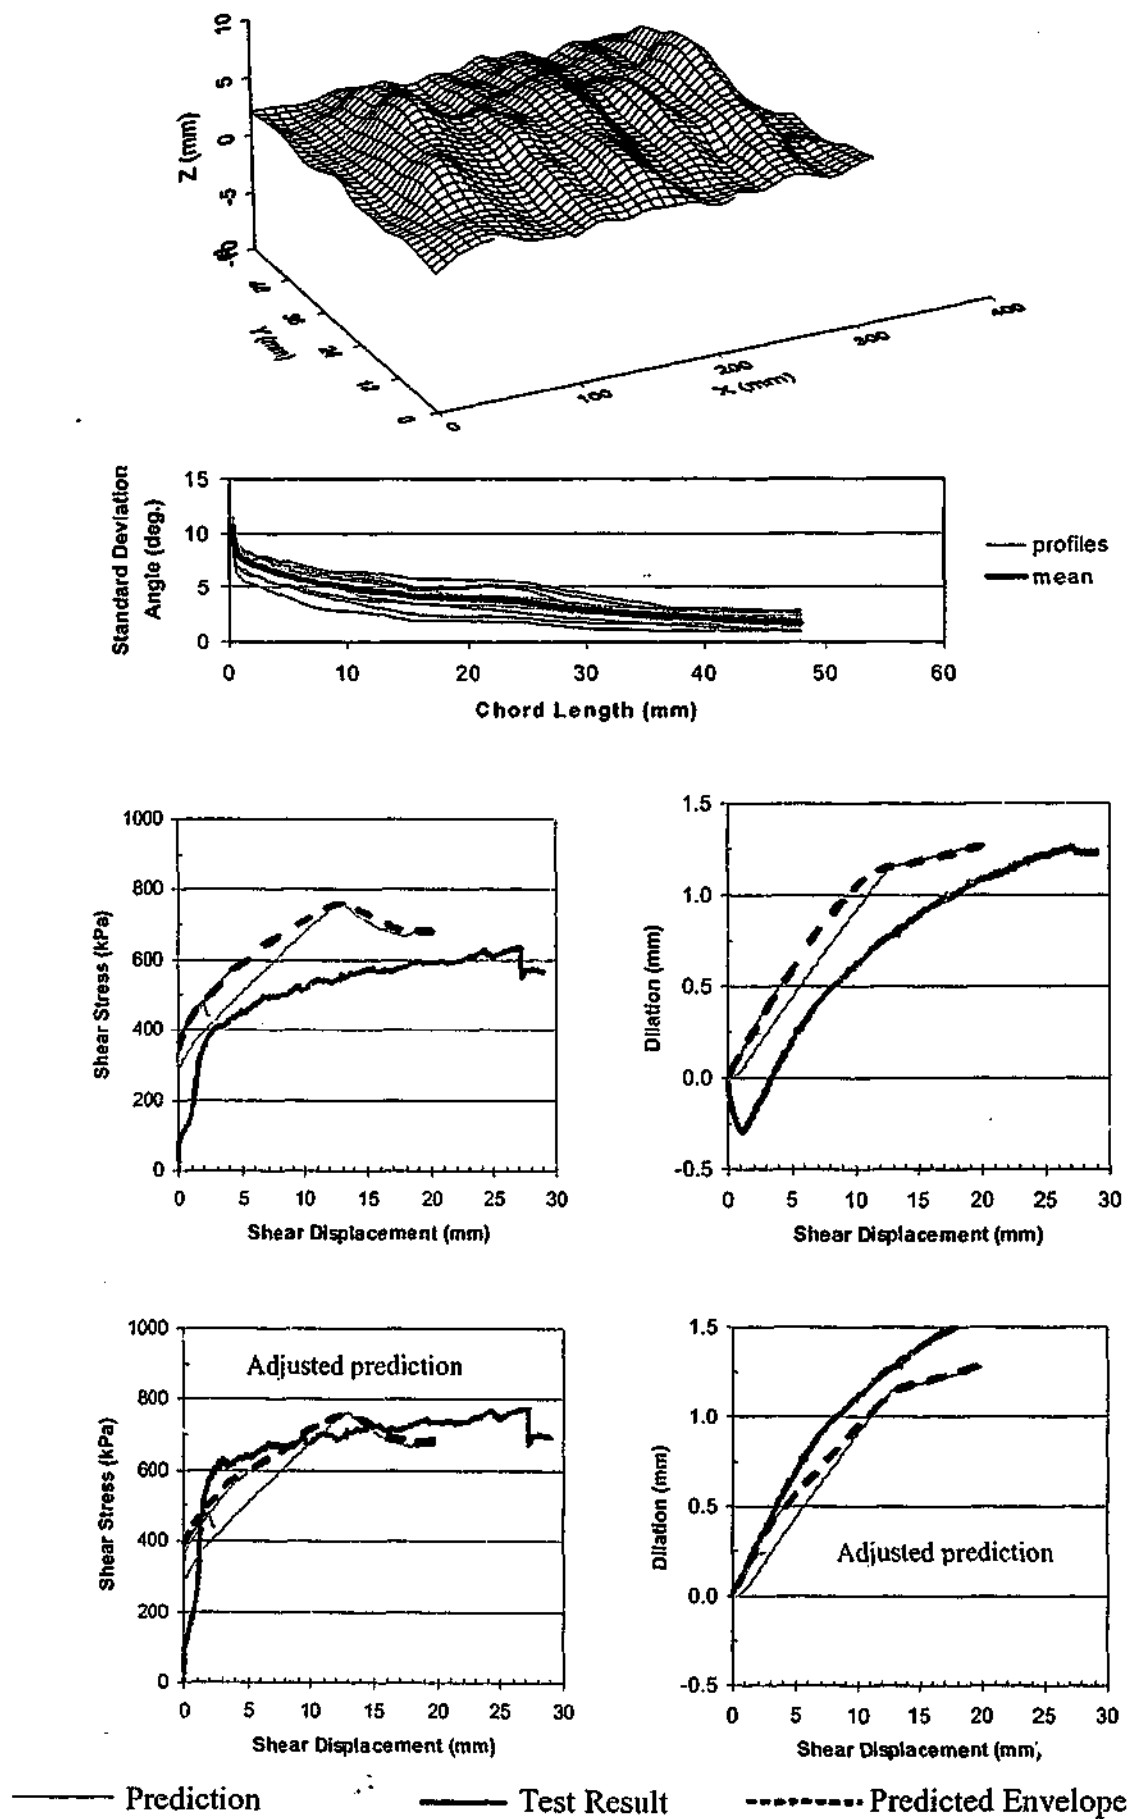 10
5
0
-5
Z (mm)
Y (mm)
24
12
0
0
100
200
300
400
X (mm)
Standard Deviation
Angle (deg.)
15
10
5
0
0 10 20 30 40 50 60
Chord Length (mm)
profiles
mean
Shear Stress (kPa)
1000
800
600
400
200
0
0 5 10 15 20 25 30
Shear Displacement (mm)
Dilation (mm)
1.5
1.0
0.5
0.0
-0.5
0 5 10 15 20 25 30
Shear Displacement (mm)
Shear Stress (kPa)
1000
800
600
400
200
0
Adjusted prediction
0 5 10 15 20 25 30
Shear Displacement (mm)
Dilation (mm)
1.5
1.0
0.5
0.0
-0.5
Adjusted prediction
0 5 10 15 20 25 30
Shear Displacement (mm,
Prediction Test Result Predicted Envelope